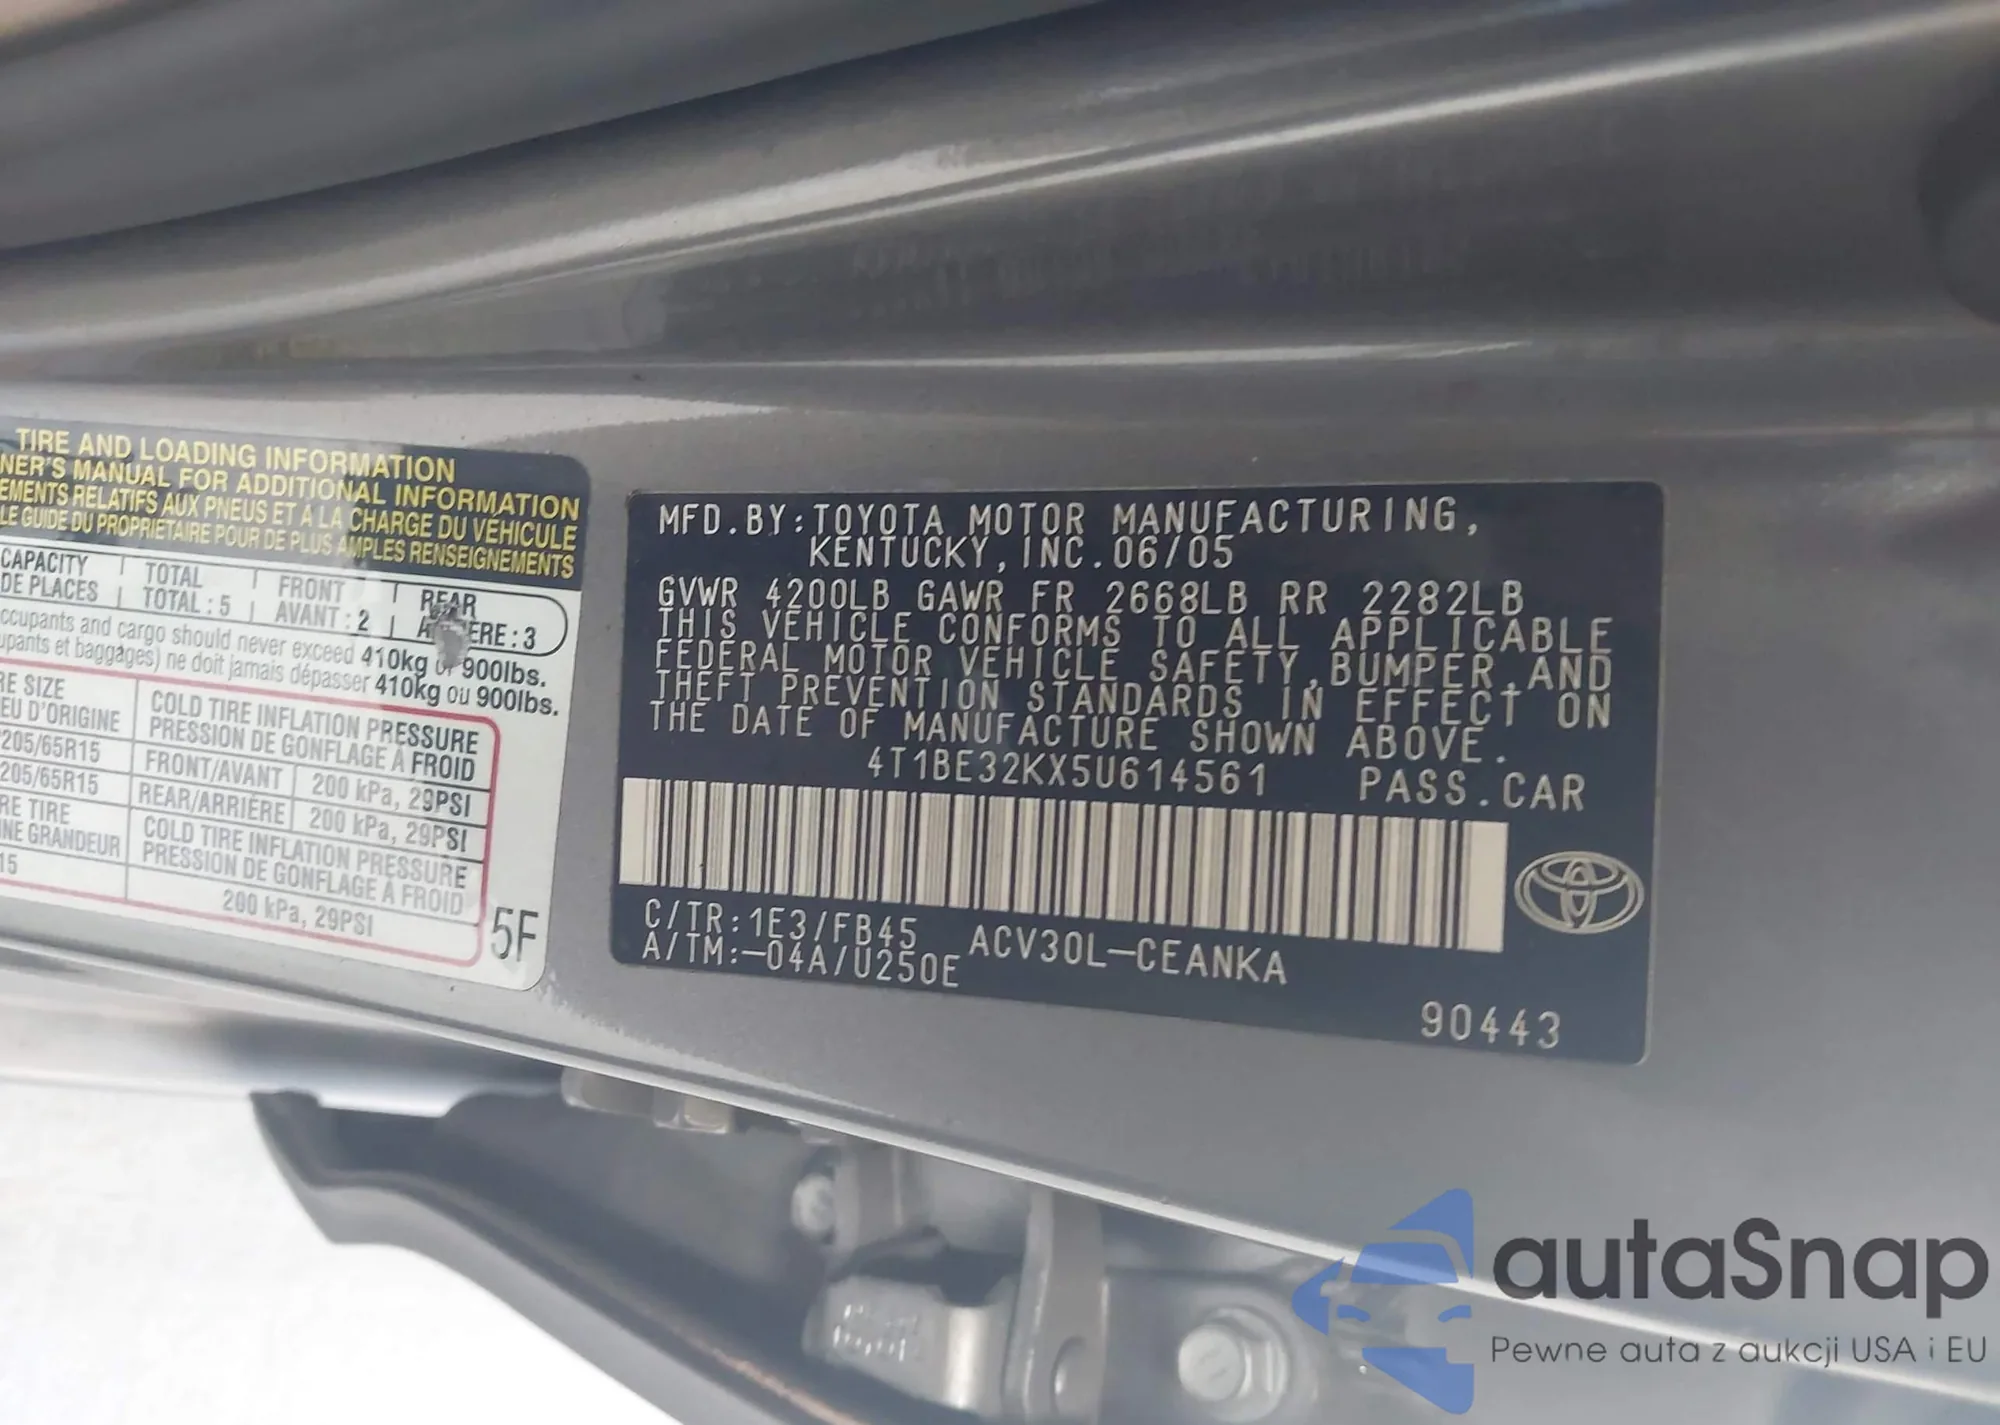 TIRE AND LOADING INFORMATION
NER'S MANUAL FOR ADDITIONAL INFORMATION
EMENTS RELATIFS AUX PNEUS ET A LA CHARGE DU VÉHICULE
LE GUIDE DU PROPRIÉTAIRE POUR DE PLUS AMPLES RENSEIGNEMENTS
CAPACITY TOTAL FRONT REAR
DE PLACES TOTAL : 5 AVANT : 2 ERE : 3
ccupants and cargo should never exceed 410kg or 900lbs.
upants et baggages) ne doit jamais dépasser 410kg ou 900lbs.
RE SIZE COLD TIRE INFLATION PRESSURE
EU D'ORIGINE PRESSION DE GONFLAGE À FROID
205/65R15 FRONT/AVANT 200 kPa, 29PSI
205/65R15 REAR/ARRIÈRE 200 kPa, 29PSI
RE TIRE COLD TIRE INFLATION PRESSURE
NE GRANDEUR PRESSION DE GONFLAGE À FROID
15 200 kPa, 29PSI
5F
MFD.BY:TOYOTA MOTOR MANUFACTURING,
KENTUCKY,INC.06/05
GVWR 4200LB GAWR FR 2668LB RR 2282LB
THIS VEHICLE CONFORMS TO ALL APPLICABLE
FEDERAL MOTOR VEHICLE SAFETY,BUMPER,AND
THEFT PREVENTION STANDARDS IN EFFECT ON
THE DATE OF MANUFACTURE SHOWN ABOVE.
4T1BE32KX5U614561 PASS.CAR
C/TR:1E3/FB45 ACV30L-CEANKA
A/TM:-04A/U250E
90443
autaSnap
Pewne auta z aukcji USA i EU